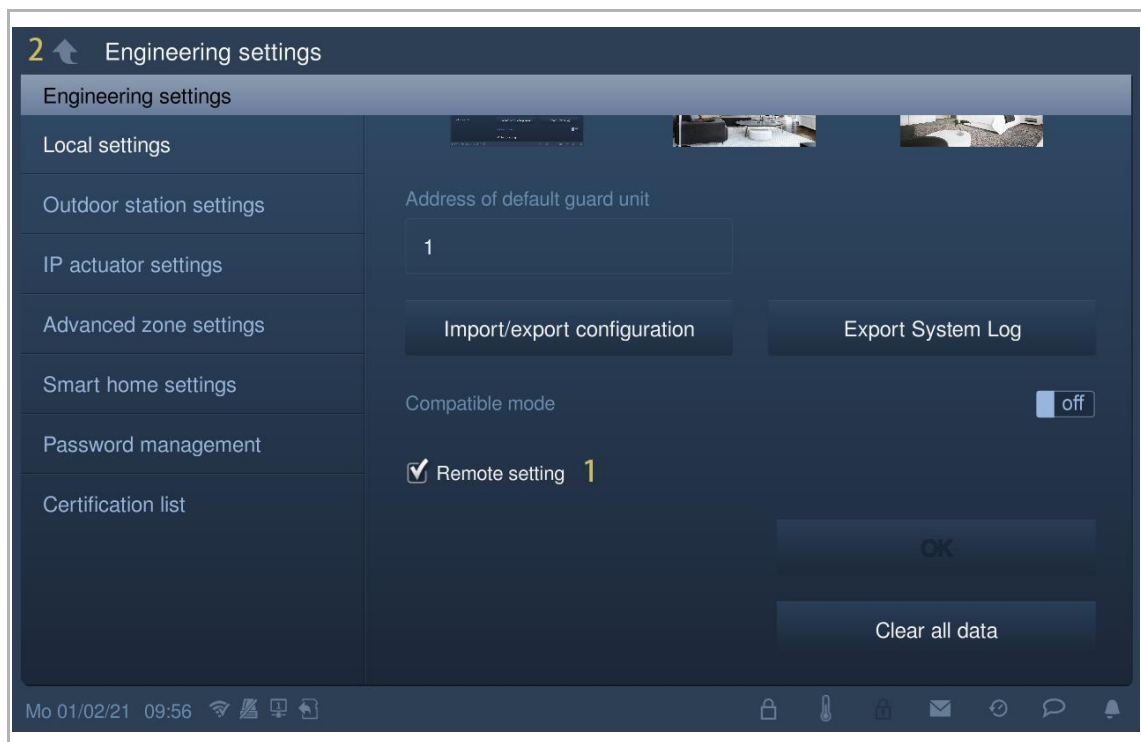 2 Engineering settings
Engineering settings
Local settings
Outdoor station settings
IP actuator settings
Advanced zone settings
Smart home settings
Password management
Certification list
Address of default guard unit
1
Import/export configuration
Export System Log
Compatible mode
off
Remote setting 1
OK
Clear all data
Mo 01/02/21 09:56